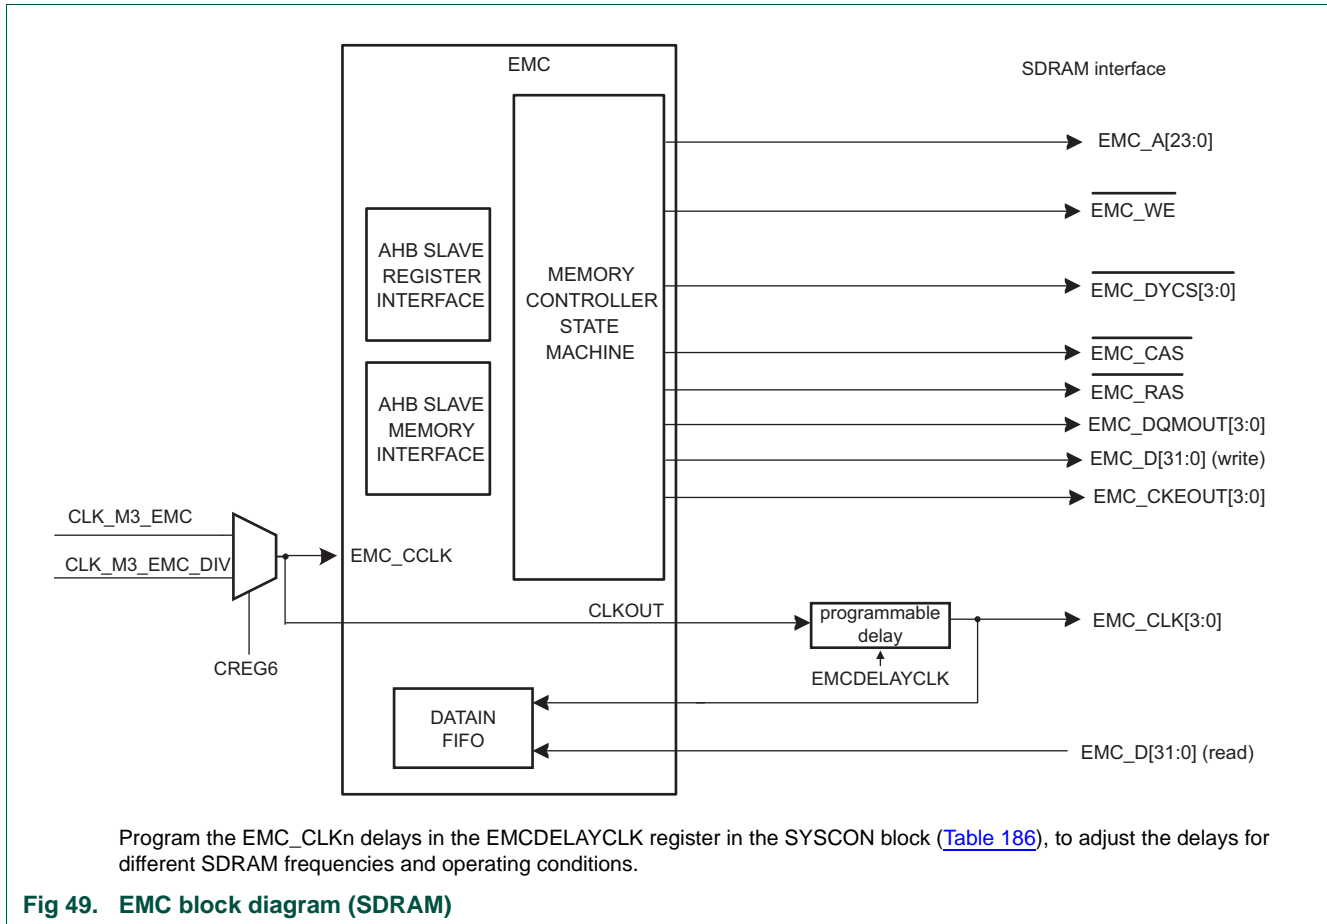 EMC
SDRAM interface
EMC_A[23:0]
EMC_WE
EMC_DYCS[3:0]
EMC_CAS
EMC_RAS
EMC_DQMOUT[3:0]
EMC_D[31:0] (write)
EMC_CKEOUT[3:0]
AHB SLAVE
REGISTER
INTERFACE
MEMORY
CONTROLLER
STATE
MACHINE
AHB SLAVE
MEMORY
INTERFACE
CLK_M3_EMC
CLK_M3_EMC_DIV
EMC_CCLK
CREG6
CLKOUT
programmable
delay
EMCDELAYCLK
EMC_CLK[3:0]
DATAIN
FIFO
EMC_D[31:0] (read)
Program the EMC_CLKn delays in the EMCDELAYCLK register in the SYSCON block (Table 186), to adjust the delays for
different SDRAM frequencies and operating conditions.
Fig 49. EMC block diagram (SDRAM)